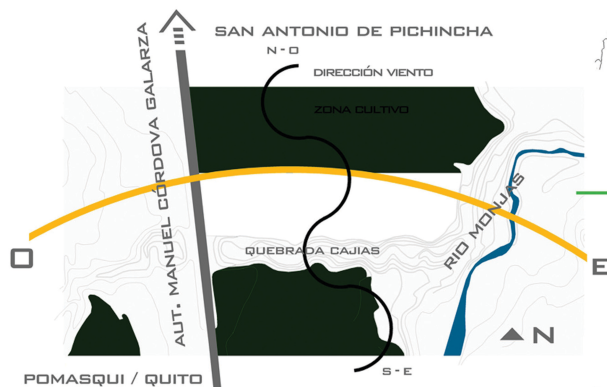 SAN ANTONIO DE PICHINCHA
N - O
DIRECCIÓN VIENTO
ZONA CULTIVO
AUT. MANUEL CÓRDOVA GALARZA
RIO MONJAS
QUEBRADA CAJIAS
O
E
N
S - E
POMASQUI / QUITO